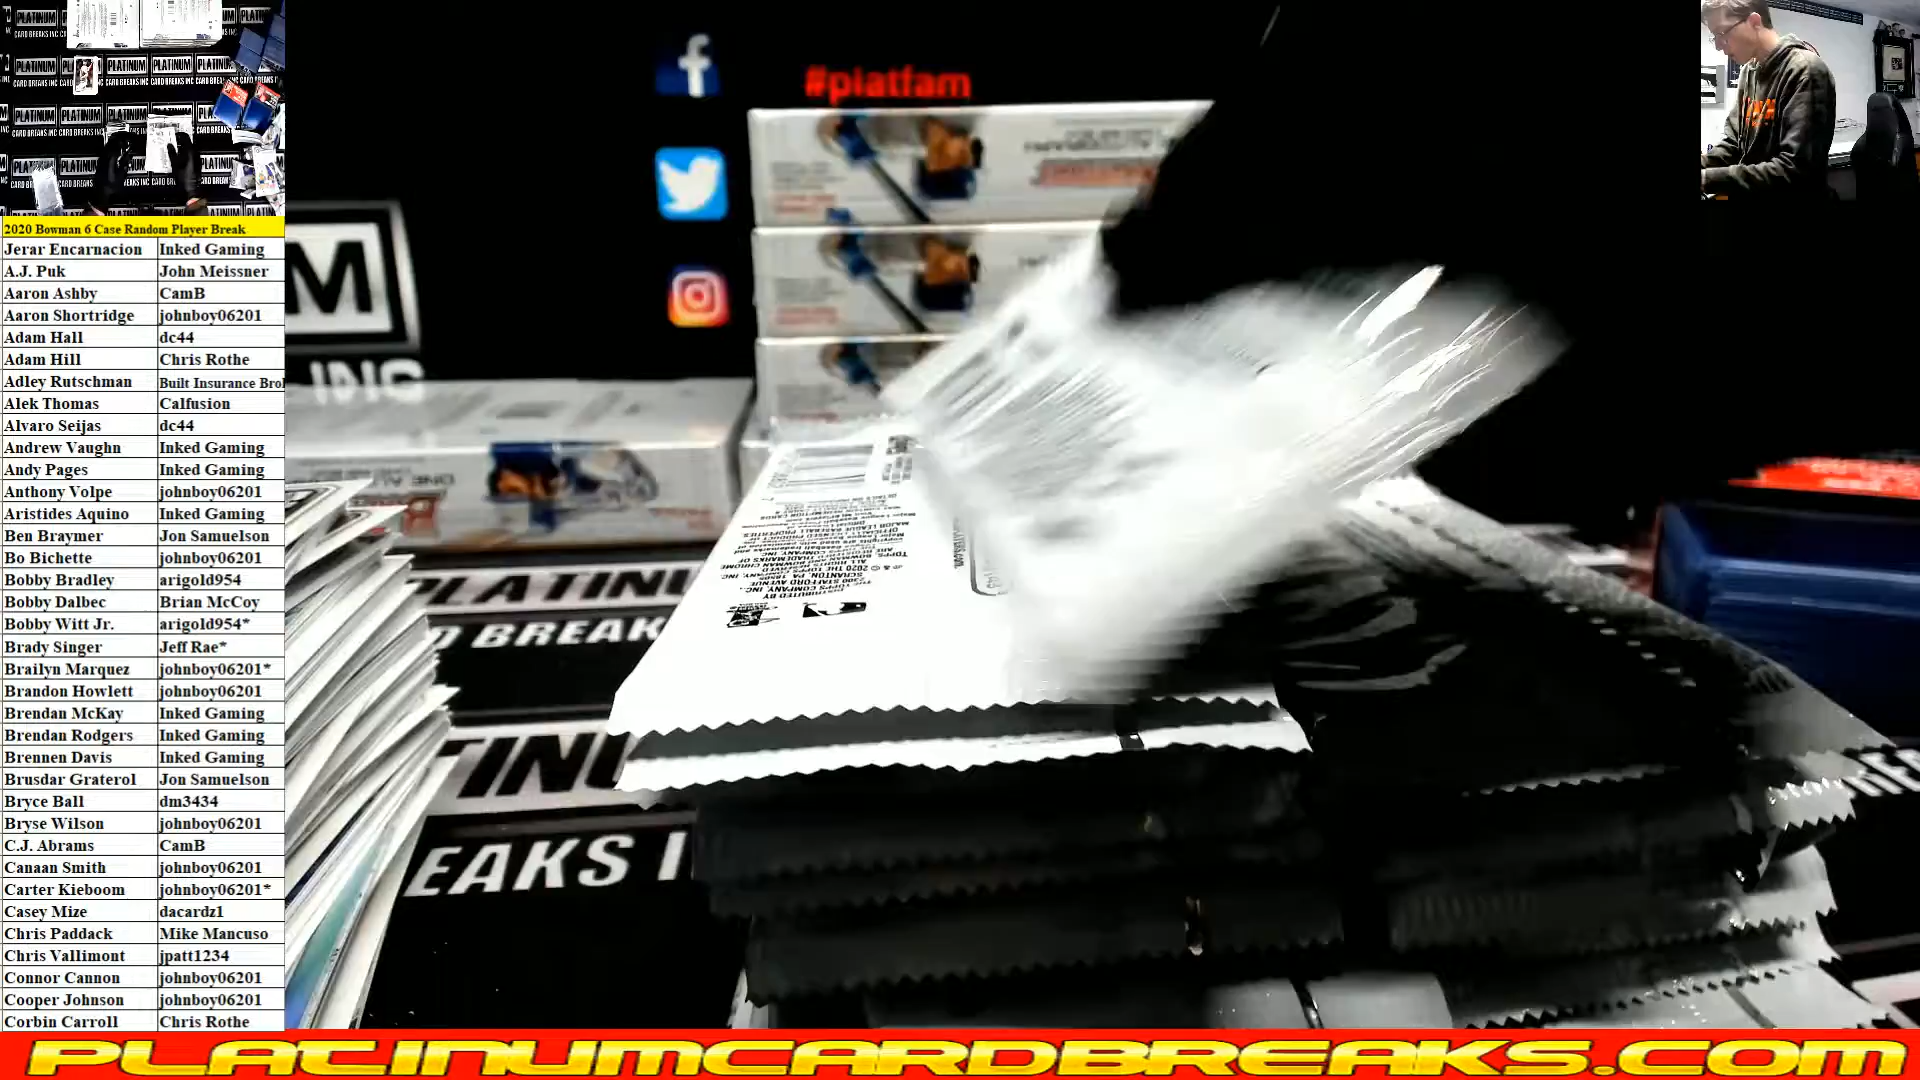 #platfam
2020 Bowman 6 Case Random Player Break
Jerar Encarnacion Inked Gaming
A.J. Puk John Meissner
Aaron Ashby CamB
Aaron Shortridge johnboy06201
Adam Hall dc44
Adam Hill Chris Rothe
Adley Rutschman Built Insurance Bro
Alek Thomas Calfusion
Alvaro Seijas dc44
Andrew Vaughn Inked Gaming
Andy Pages Inked Gaming
Anthony Volpe johnboy06201
Aristides Aquino Inked Gaming
Ben Braymer Jon Samuelson
Bo Bichette johnboy06201
Bobby Bradley arigold954
Bobby Dalbec Brian McCoy
Bobby Witt Jr. arigold954*
Brady Singer Jeff Rae*
Brailyn Marquez johnboy06201*
Brandon Howlett johnboy06201
Brendan McKay Inked Gaming
Brendan Rodgers Inked Gaming
Brennen Davis Inked Gaming
Brusdar Graterol Jon Samuelson
Bryce Ball dm3434
Bryse Wilson johnboy06201
C.J. Abrams CamB
Canaan Smith johnboy06201
Carter Kieboom johnboy06201*
Casey Mize dacardz1
Chris Paddack Mike Mancuso
Chris Vallimont jpatt1234
Connor Cannon johnboy06201
Cooper Johnson johnboy06201
Corbin Carroll Chris Rothe
M
ING
PLATINU
D BREAK
TINU
EAKS I
PLATINUMCARDBREAKS.COM